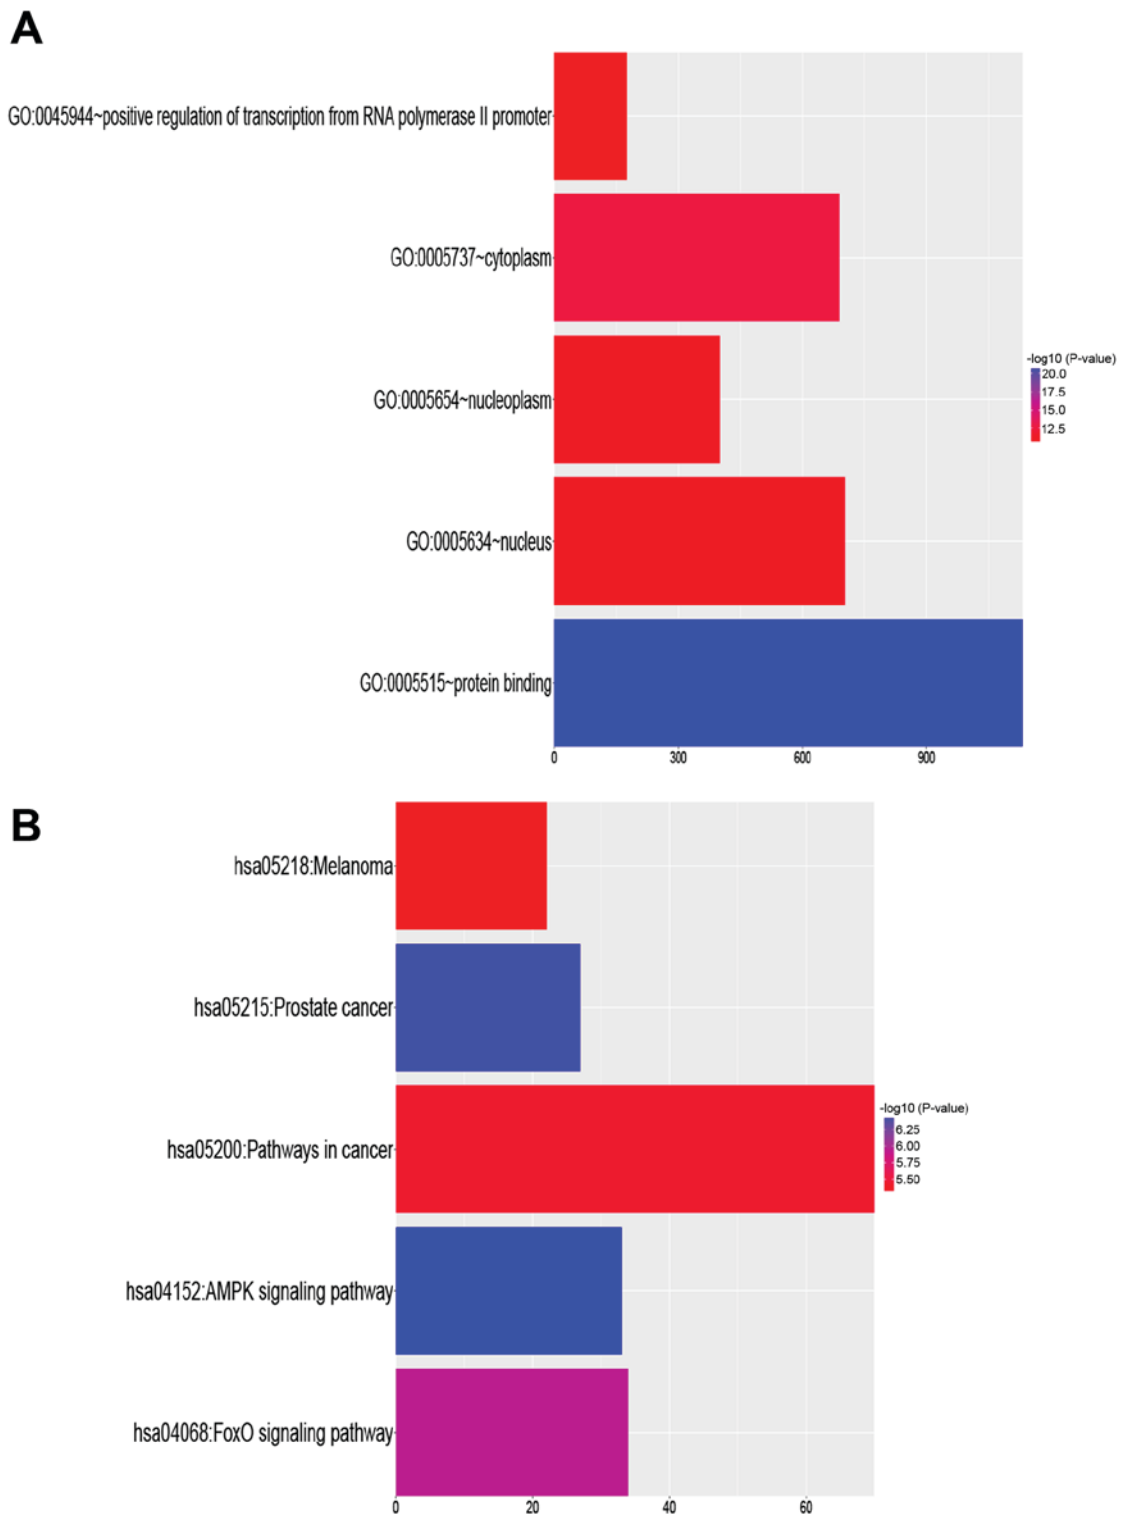 A
GO:0045944~positive regulation of transcription from RNA polymerase II promoter
GO:0005737~cytoplasm
GO:0005654~nucleoplasm
GO:0005634~nucleus
GO:0005515~protein binding
0 300 600 900
-log10 (P-value)
20.0
17.5
15.0
12.5
B
hsa05218:Melanoma
hsa05215:Prostate cancer
hsa05200:Pathways in cancer
hsa04152:AMPK signaling pathway
hsa04068:FoxO signaling pathway
0 20 40 60
-log10 (P-value)
6.25
6.00
5.75
5.50